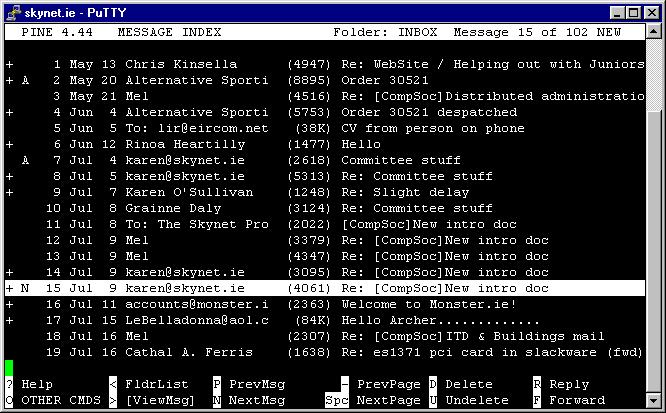 skynet.ie - PuTTY
PINE 4.44   MESSAGE INDEX                Folder: INBOX  Message 15 of 102 NEW
+     1 May 13 Chris Kinsella      (4947) Re: WebSite / Helping out with Juniors
+ A   2 May 20 Alternative Sporti  (8895) Order 30521
      3 May 21 Mel                 (4516) Re: [CompSoc]Distributed administratio
+     4 Jun  4 Alternative Sporti  (5753) Order 30521 despatched
      5 Jun  5 To: lir@eircom.net   (38K) CV from person on phone
+     6 Jun 12 Rinoa Heartilly     (1477) Hello
  A   7 Jul  4 karen@skynet.ie     (2618) Committee stuff
+     8 Jul  5 karen@skynet.ie     (5313) Re: Committee stuff
+     9 Jul  7 Karen O'Sullivan    (1248) Re: Slight delay
     10 Jul  8 Grainne Daly        (3124) Re: Committee stuff
     11 Jul  8 To: The Skynet Pro  (2022) [CompSoc]New intro doc
     12 Jul  9 Mel                 (3379) Re: [CompSoc]New intro doc
     13 Jul  9 Mel                 (4347) Re: [CompSoc]New intro doc
+    14 Jul  9 karen@skynet.ie     (3095) Re: [CompSoc]New intro doc
+ N  15 Jul  9 karen@skynet.ie     (4061) Re: [CompSoc]New intro doc
+    16 Jul 11 accounts@monster.i  (2363) Welcome to Monster.ie!
+    17 Jul 15 LeBelladonna@aol.c   (84K) Hello Archer.............
     18 Jul 16 Mel                 (2307) Re: [CompSoc]ITD & Buildings mail
     19 Jul 16 Cathal A. Ferris    (1638) Re: es1371 pci card in slackware (fwd)
? Help       < FldrList   P PrevMsg      - PrevPage D Delete     R Reply
O OTHER CMDS > [ViewMsg]  N NextMsg    Spc NextPage U Undelete   F Forward